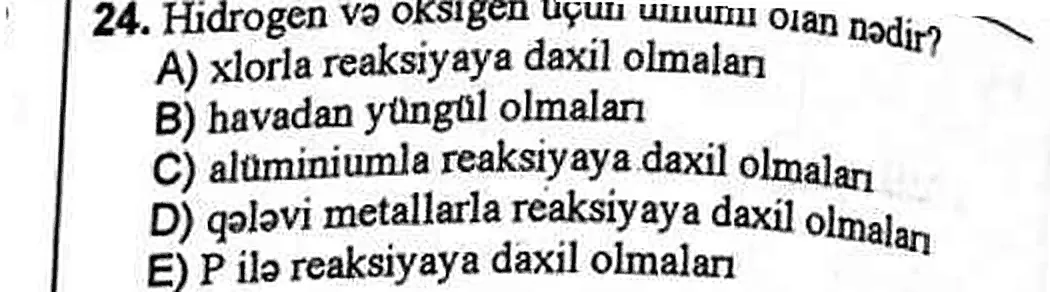 24. Hidrogen və oksigen üçün ümumi olan nədir?
A) xlorla reaksiyaya daxil olmaları
B) havadan yüngül olmaları
C) alüminiumla reaksiyaya daxil olmaları
D) qələvi metallarla reaksiyaya daxil olmaları
E) P ilə reaksiyaya daxil olmaları